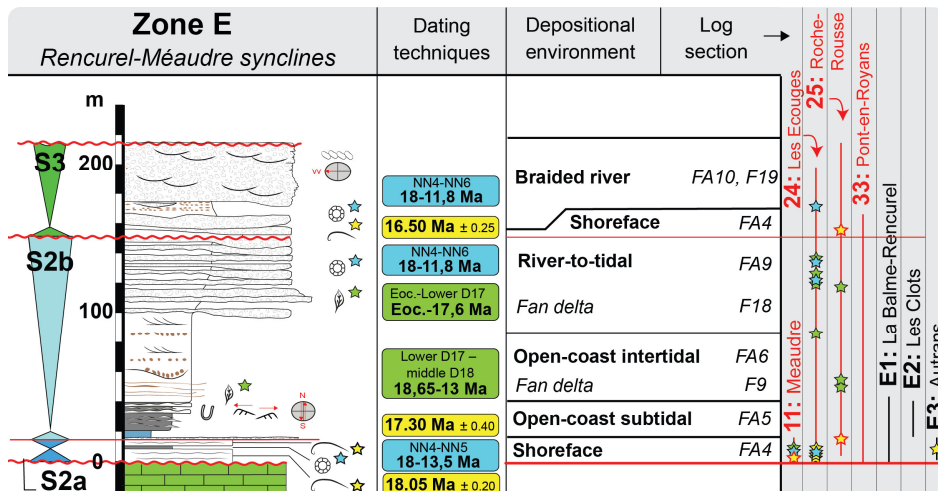 Zone E
Rencurel-Méaudre synclines
Dating
techniques
Depositional
environment
Log
section
m
200
100
0
S3
S2b
S2a
VV
N
S
NN4-NN6
18-11,8 Ma
16.50 Ma ± 0.25
NN4-NN6
18-11,8 Ma
Eoc.-Lower D17
Eoc.-17,6 Ma
Lower D17 –
middle D18
18,65-13 Ma
17.30 Ma ± 0.40
NN4-NN5
18-13,5 Ma
18.05 Ma ± 0.20
Braided river FA10, F19
Shoreface FA4
River-to-tidal FA9
Fan delta F18
Open-coast intertidal FA6
Fan delta F9
Open-coast subtidal FA5
Shoreface FA4
11: Meaudre
24: Les Ecouges
25: Roche-
Rousse
33: Pont-en-Royans
E1: La Balme-Rencurel
E2: Les Clots
E3: Autrans